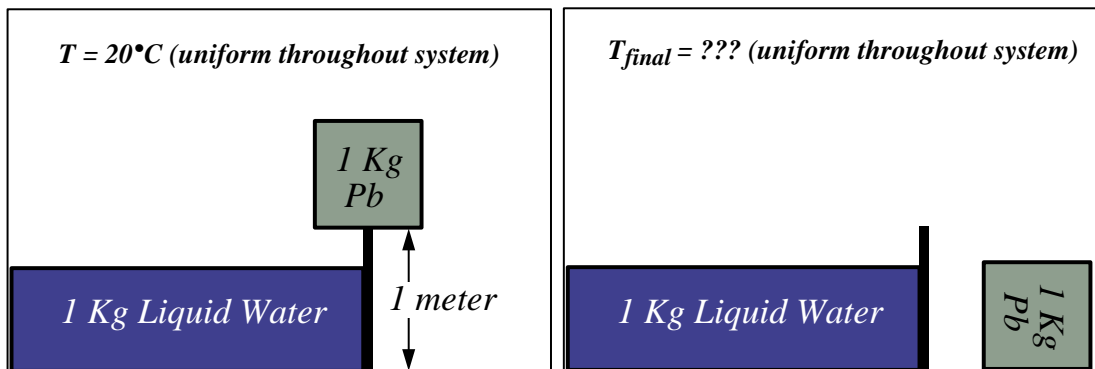 T = 20•C (uniform throughout system)
1 Kg
Pb
1 Kg Liquid Water
1 meter
T_final = ??? (uniform throughout system)
1 Kg Liquid Water
1 Kg
Pb